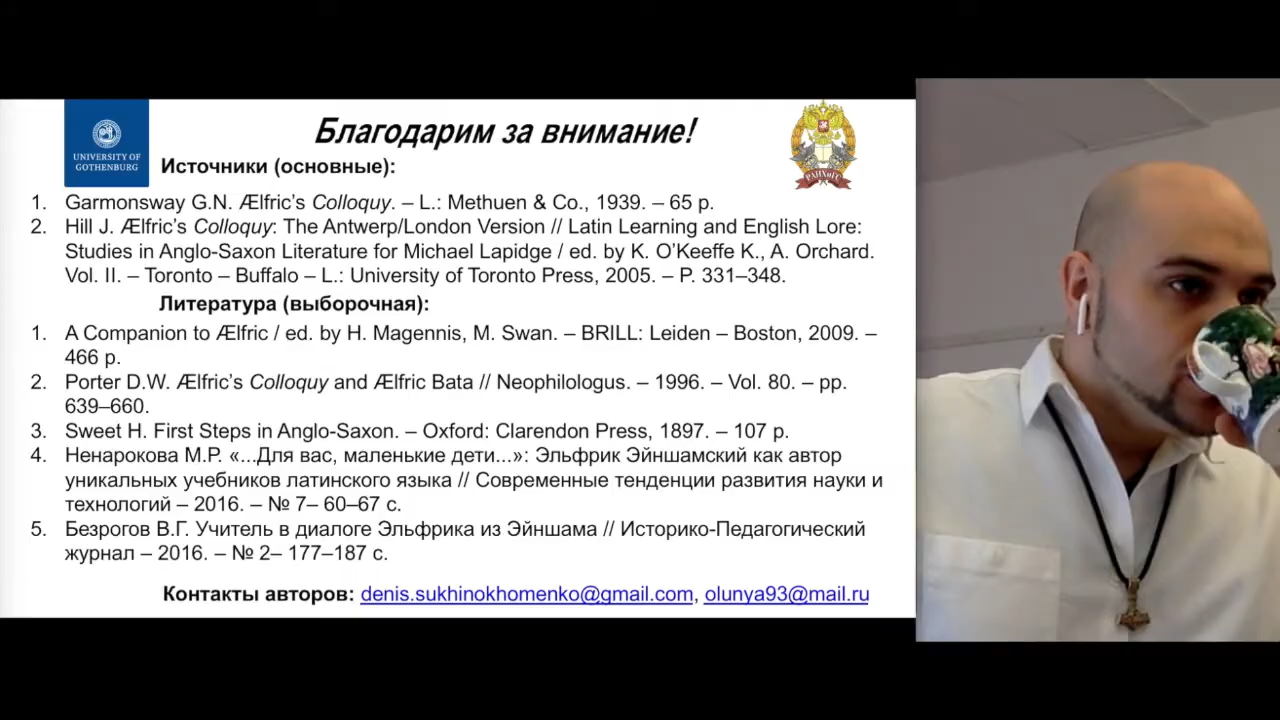 Благодарим за внимание!
UNIVERSITY OF
GOTHENBURG
РАНХиГС
Источники (основные):
1. Garmonsway G.N. Ælfric’s Colloquy. – L.: Methuen & Co., 1939. – 65 p.
2. Hill J. Ælfric’s Colloquy: The Antwerp/London Version // Latin Learning and English Lore:
Studies in Anglo-Saxon Literature for Michael Lapidge / ed. by K. O’Keeffe K., A. Orchard.
Vol. II. – Toronto – Buffalo – L.: University of Toronto Press, 2005. – P. 331–348.
Литература (выборочная):
1. A Companion to Ælfric / ed. by H. Magennis, M. Swan. – BRILL: Leiden – Boston, 2009. –
466 p.
2. Porter D.W. Ælfric’s Colloquy and Ælfric Bata // Neophilologus. – 1996. – Vol. 80. – pp.
639–660.
3. Sweet H. First Steps in Anglo-Saxon. – Oxford: Clarendon Press, 1897. – 107 p.
4. Ненарокова М.Р. «...Для вас, маленькие дети...»: Эльфрик Эйншамский как автор
уникальных учебников латинского языка // Современные тенденции развития науки и
технологий – 2016. – № 7– 60–67 с.
5. Безрогов В.Г. Учитель в диалоге Эльфрика из Эйншама // Историко-Педагогический
журнал – 2016. – № 2– 177–187 с.
Контакты авторов: denis.sukhinokhomenko@gmail.com, olunya93@mail.ru